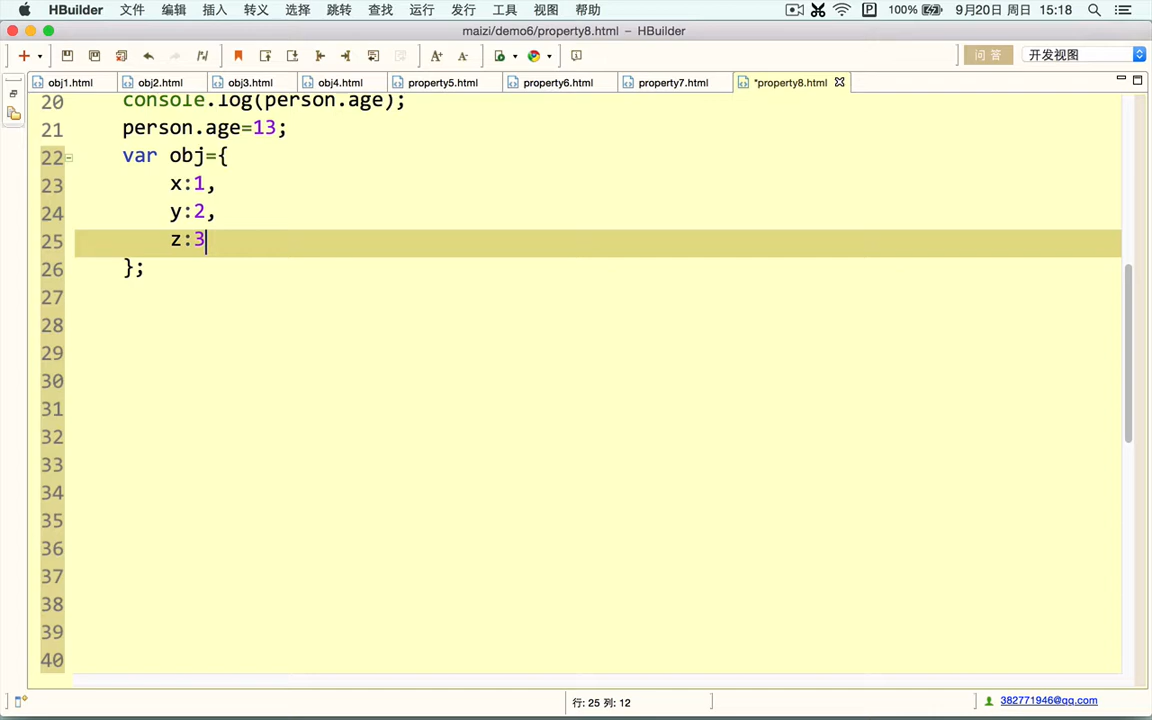 HBuilder 文件 编辑 插入 转义 选择 跳转 查找 运行 发行 工具 视图 帮助 100% 9月20日 周日 15:18
maizi/demo6/property8.html – HBuilder
问 答 开发视图
obj1.html obj2.html obj3.html obj4.html property5.html property6.html property7.html *property8.html
20 console.log(person.age);
21 person.age=13;
22 var obj={
23 x:1,
24 y:2,
25 z:3
26 };
27
28
29
30
31
32
33
34
35
36
37
38
39
40
行: 25 列: 12 382771946@qq.com